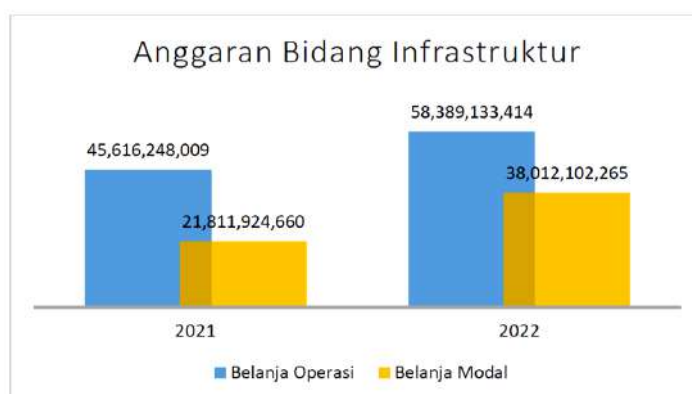 Anggaran Bidang Infrastruktur
58,389,133,414
45,616,248,009
38,012,102,265
21,811,924,660
2021 2022
Belanja Operasi Belanja Modal